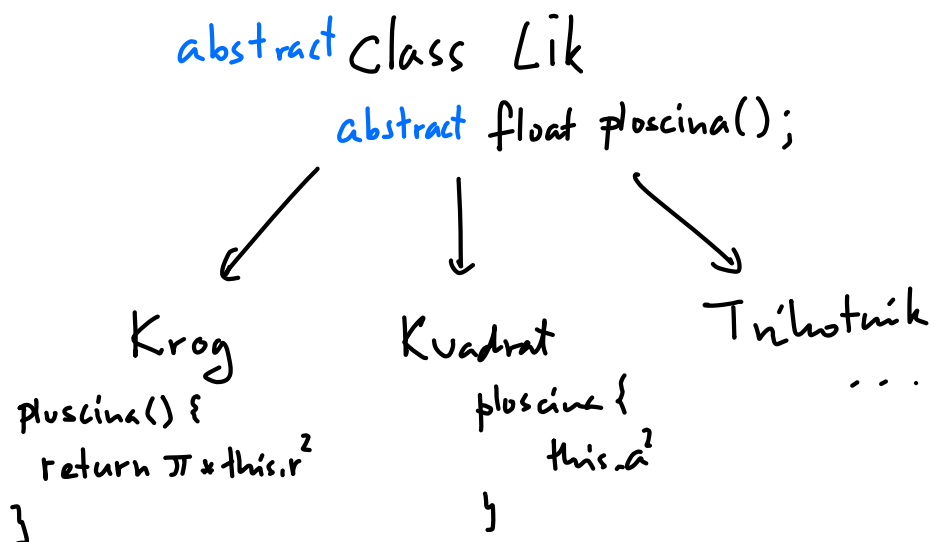 abstract class Lik
abstract float ploscina();
Krog
ploscina() {
return π * this.r²
}
Kvadrat
ploscina {
this.a²
}
Trikotnik
...